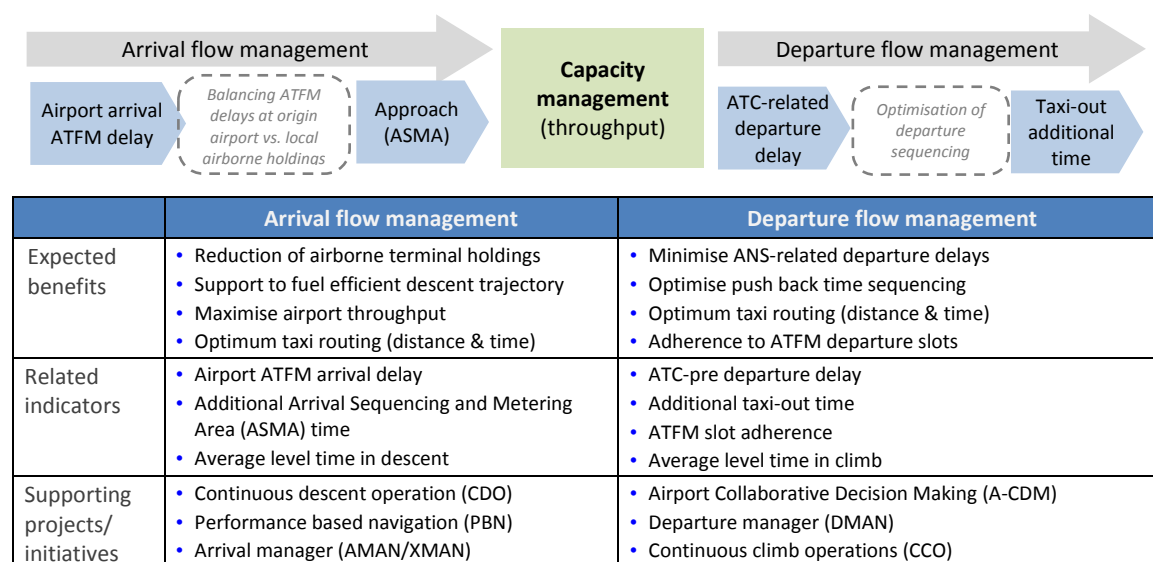 Arrival flow management
Airport arrival
ATFM delay
Balancing ATFM
delays at origin
airport vs. local
airborne holdings
Approach
(ASMA)
Capacity
management
(throughput)
Departure flow management
ATC-related
departure
delay
Optimisation of
departure
sequencing
Taxi-out
additional
time
Arrival flow management
Departure flow management
Expected
benefits
• Reduction of airborne terminal holdings
• Support to fuel efficient descent trajectory
• Maximise airport throughput
• Optimum taxi routing (distance & time)
• Minimise ANS-related departure delays
• Optimise push back time sequencing
• Optimum taxi routing (distance & time)
• Adherence to ATFM departure slots
Related
indicators
• Airport ATFM arrival delay
• Additional Arrival Sequencing and Metering
Area (ASMA) time
• Average level time in descent
• ATC-pre departure delay
• Additional taxi-out time
• ATFM slot adherence
• Average level time in climb
Supporting
projects/
initiatives
• Continuous descent operation (CDO)
• Performance based navigation (PBN)
• Arrival manager (AMAN/XMAN)
• Airport Collaborative Decision Making (A-CDM)
• Departure manager (DMAN)
• Continuous climb operations (CCO)